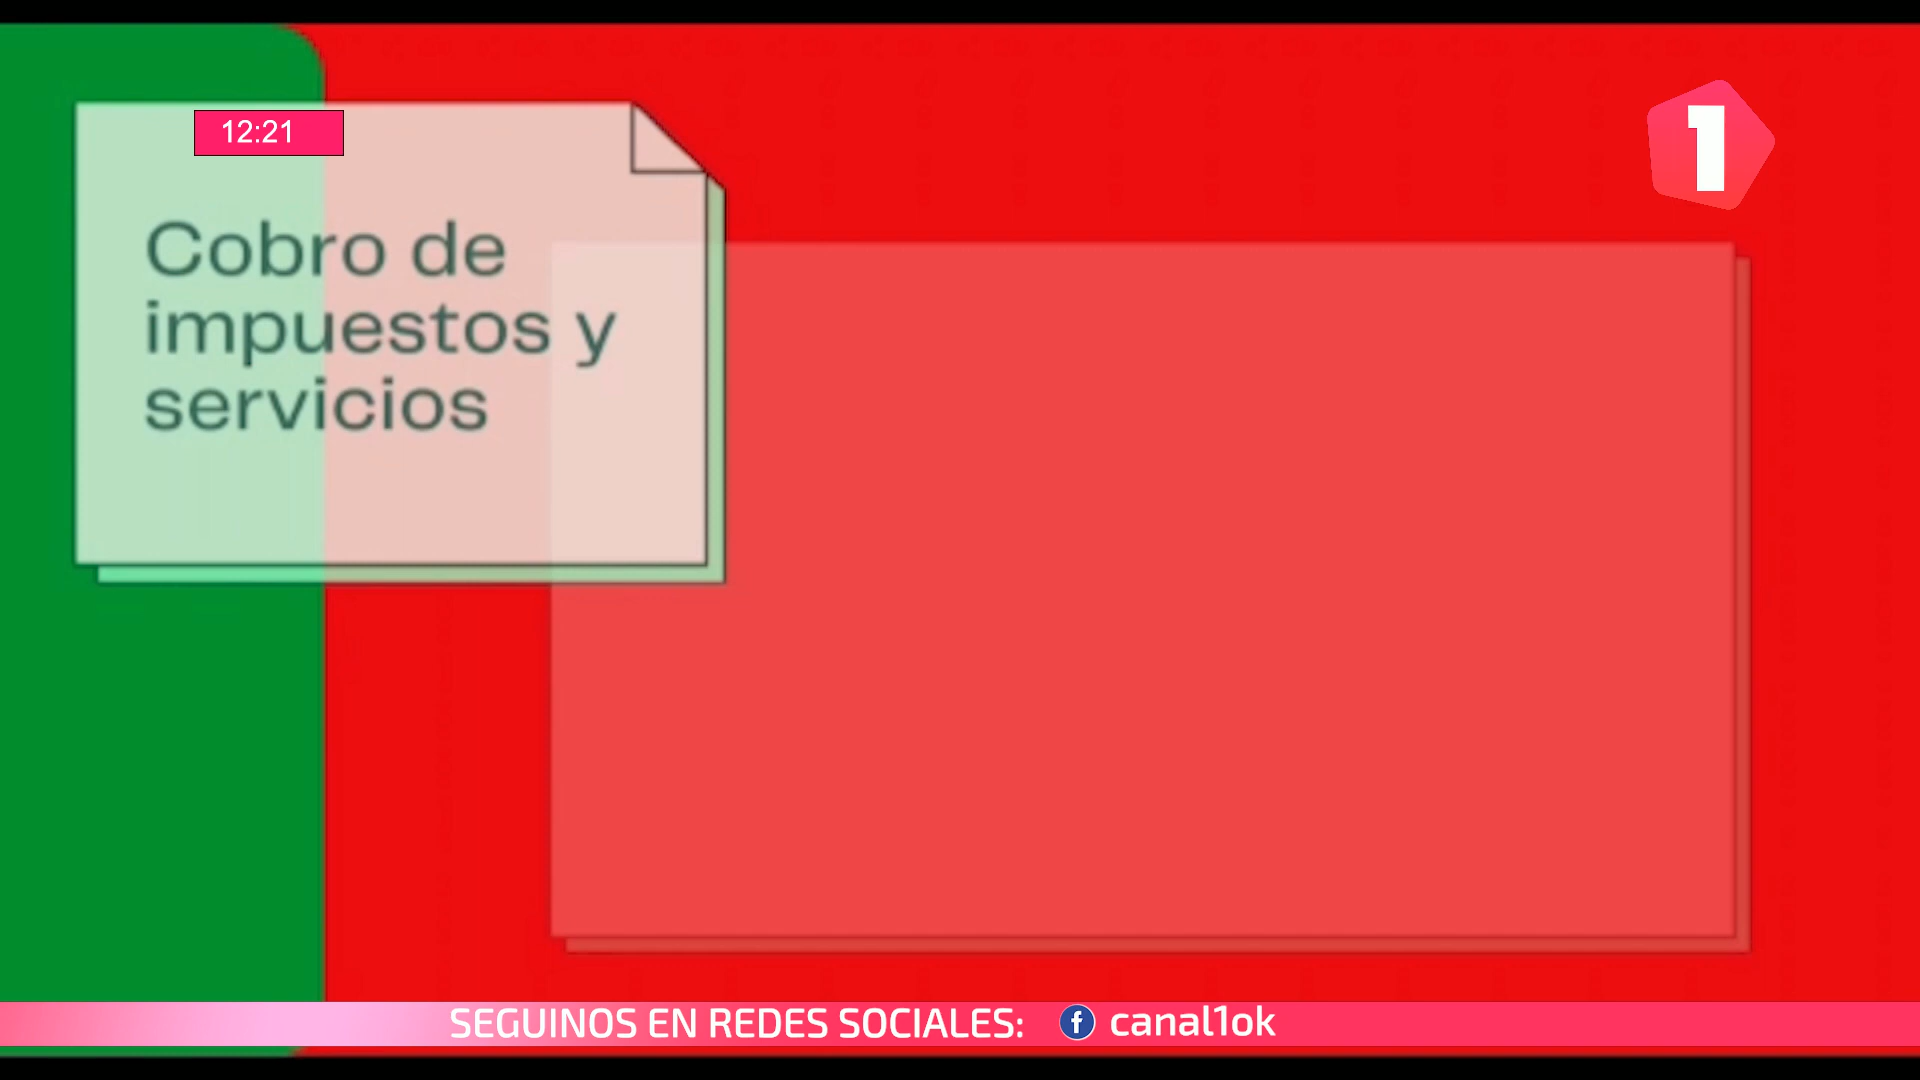 12:21
1
Cobro de
impuestos y
servicios
SEGUINOS EN REDES SOCIALES: f canal1ok